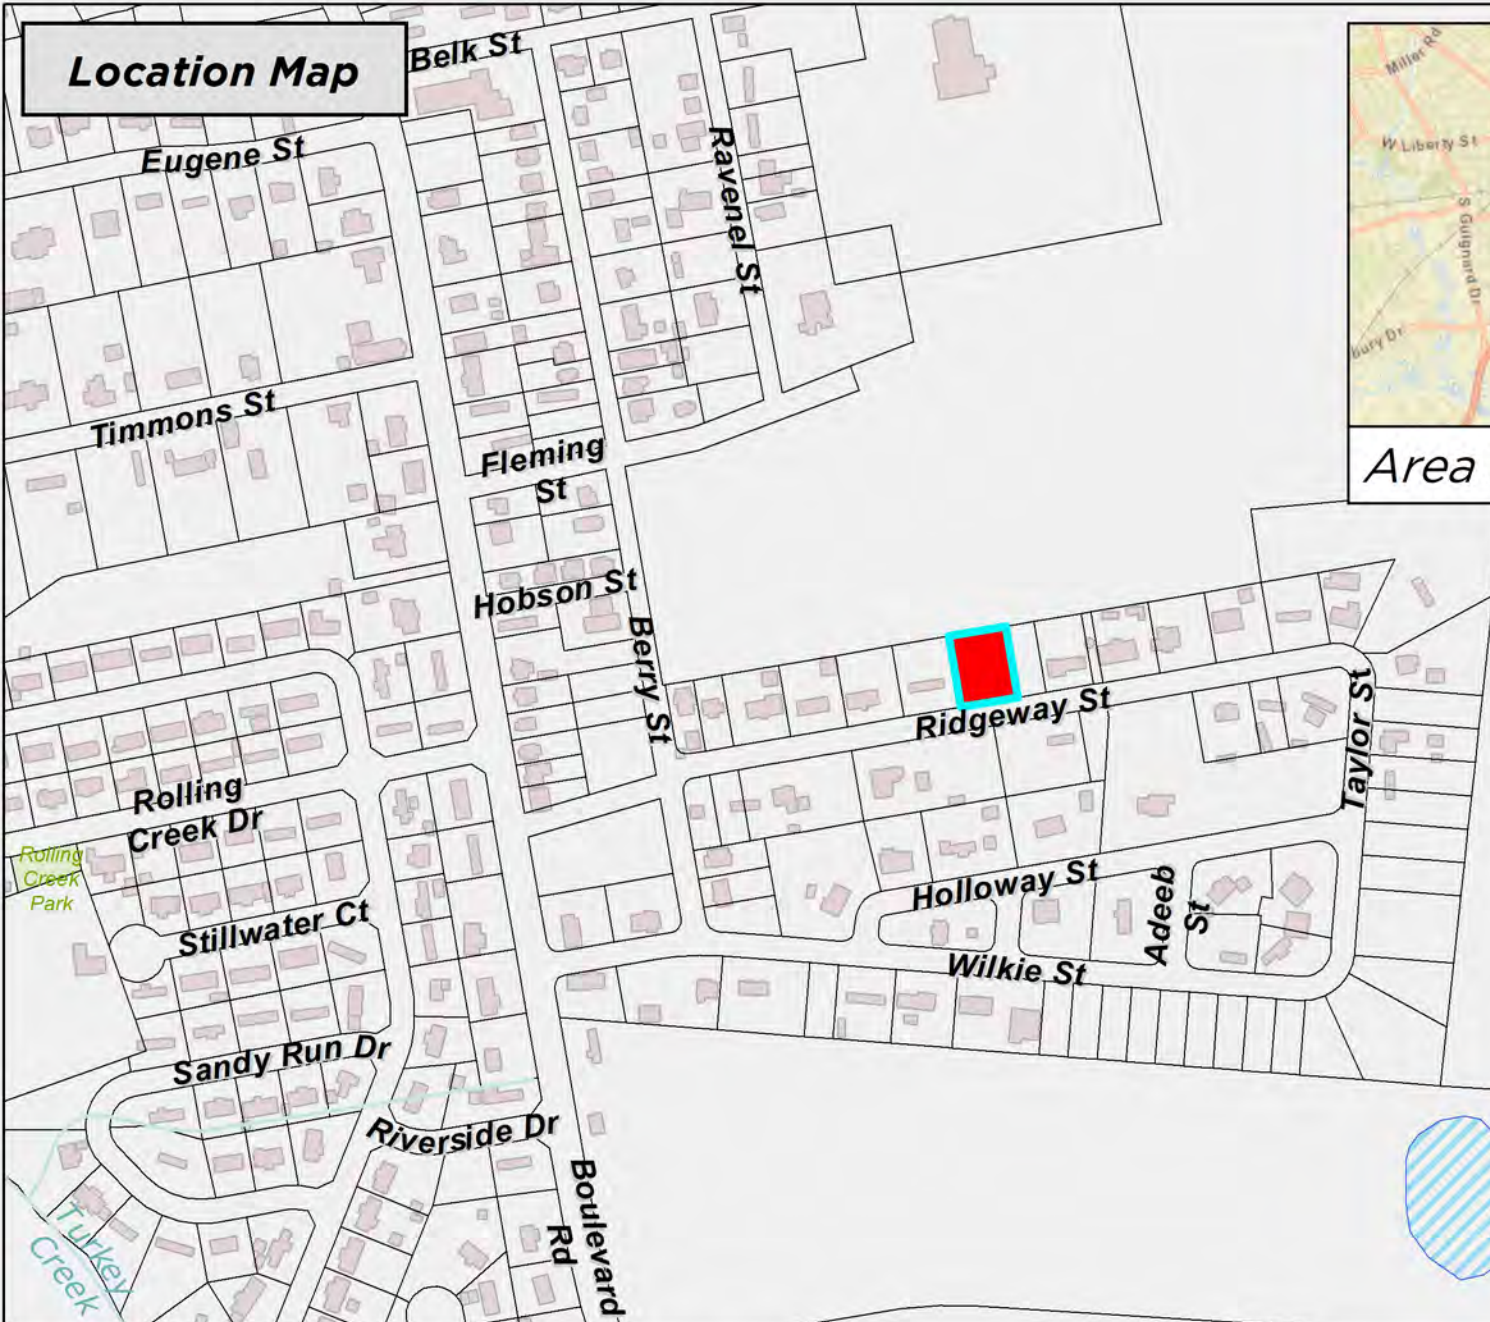 Location Map
Belk St
Eugene St
Ravenel St
Miller Rd
W Liberty St
S Guignard Dr
bury Dr
Area
Timmons St
Fleming
St
Hobson St
Berry St
Ridgeway St
Taylor St
Rolling
Creek Dr
Rolling
Creek
Park
Holloway St
Adeeb
St
Stillwater Ct
Wilkie St
Sandy Run Dr
Riverside Dr
Boulevard
Rd
Turkey
Creek